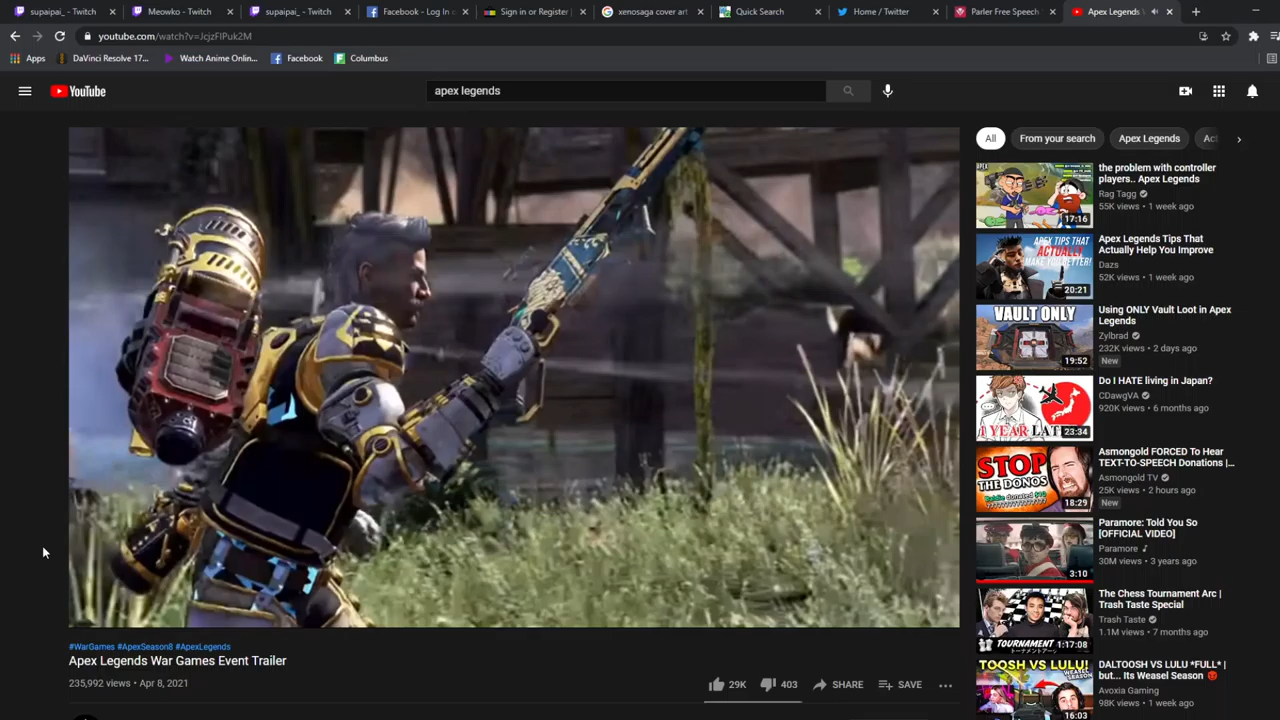 supaipai_ - Twitch
Meowko - Twitch
supaipai_ - Twitch
Facebook - Log In o
Sign in or Register
xenosaga cover art
Quick Search
Home / Twitter
Parler Free Speech
Apex Legends
youtube.com/watch?v=JcjzFlPuk2M
Apps
DaVinci Resolve 17...
Watch Anime Onlin...
Facebook
Columbus
YouTube
apex legends
All
From your search
Apex Legends
Ac
the problem with controller
players.. Apex Legends
Rag Tagg
55K views • 1 week ago
17:16
Apex Legends Tips That
Actually Help You Improve
Dazs
52K views • 1 week ago
APEX TIPS THAT
ACTUALLY
MAKE YOU BETTER!
20:21
Using ONLY Vault Loot in Apex
Legends
Zylbrad
232K views • 2 days ago
New
VAULT ONLY
19:52
Do I HATE living in Japan?
CDawgVA
920K views • 6 months ago
1 YEAR LATE
23:34
Asmongold FORCED To Hear
TEXT-TO-SPEECH Donations |...
Asmongold TV
25K views • 2 hours ago
New
STOP
THE DONOS
18:29
Paramore: Told You So
[OFFICIAL VIDEO]
Paramore
30M views • 3 years ago
3:10
The Chess Tournament Arc |
Trash Taste Special
Trash Taste
1.1M views • 7 months ago
TOURNAMENT
1:17:08
DALTOOSH VS LULU *FULL* |
but... Its Weasel Season
Avoxia Gaming
98K views • 1 week ago
TOOSH VS LULU!
16:03
#WarGames #ApexSeason8 #ApexLegends
Apex Legends War Games Event Trailer
235,992 views • Apr 8, 2021
29K
403
SHARE
SAVE